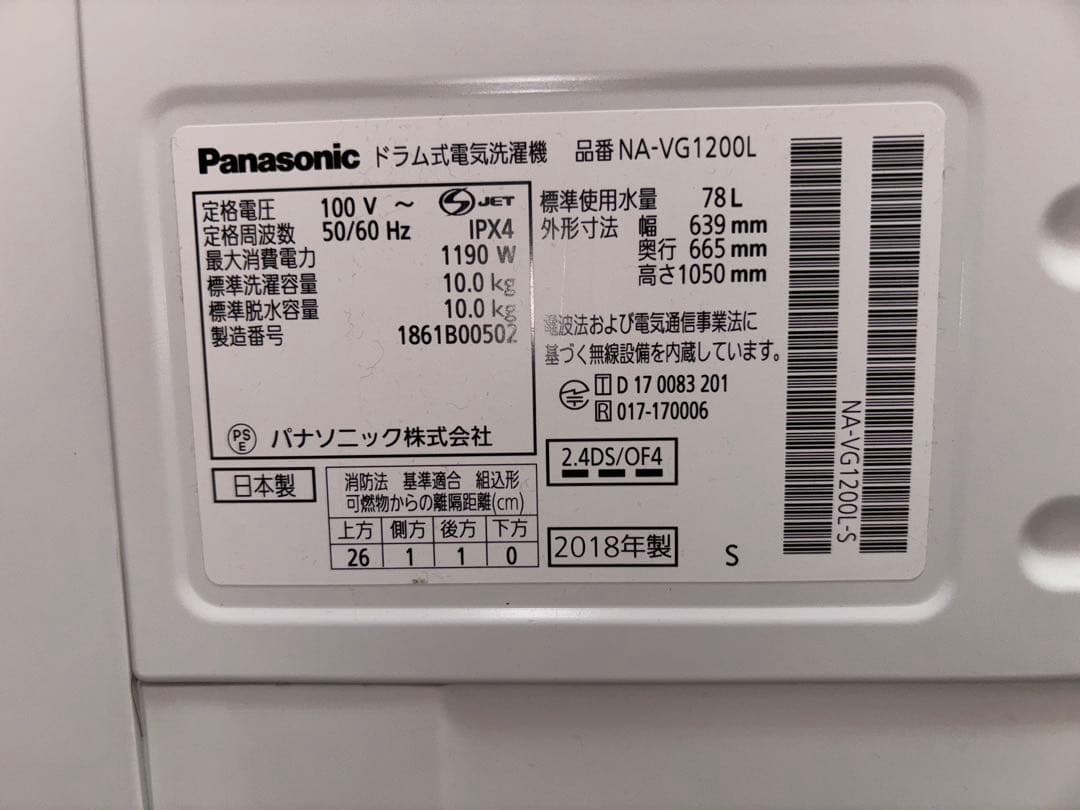 Panasonic ドラム式電気洗濯機 品番 NA-VG1200L
定格電圧 100 V ～ S JET
定格周波数 50/60 Hz IPX4
最大消費電力 1190 W
標準洗濯容量 10.0 kg
標準脱水容量 10.0 kg
製造番号 1861B00502
PS E パナソニック株式会社
日本製
消防法 基準適合 組込形
可燃物からの離隔距離(cm)
上方 側方 後方 下方
26 1 1 0
標準使用水量 78 L
外形寸法 幅 639 mm
奥行 665 mm
高さ 1050 mm
電波法および電気通信事業法に
基づく無線設備を内蔵しています。
T D 17 0083 201
R 017-170006
2.4DS/OF4
2018年製
S
NA-VG1200L-S